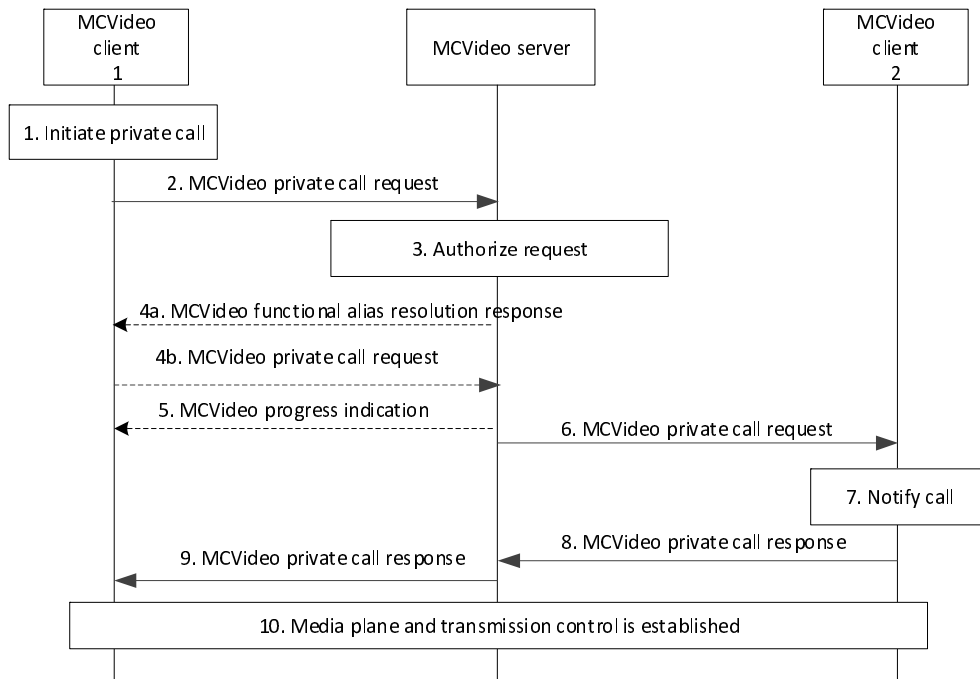 MCVideo
client
1
MCVideo server
MCVideo
client
2
1. Initiate private call
2. MCVideo private call request
3. Authorize request
4a. MCVideo functional alias resolution response
4b. MCVideo private call request
5. MCVideo progress indication
6. MCVideo private call request
7. Notify call
8. MCVideo private call response
9. MCVideo private call response
10. Media plane and transmission control is established